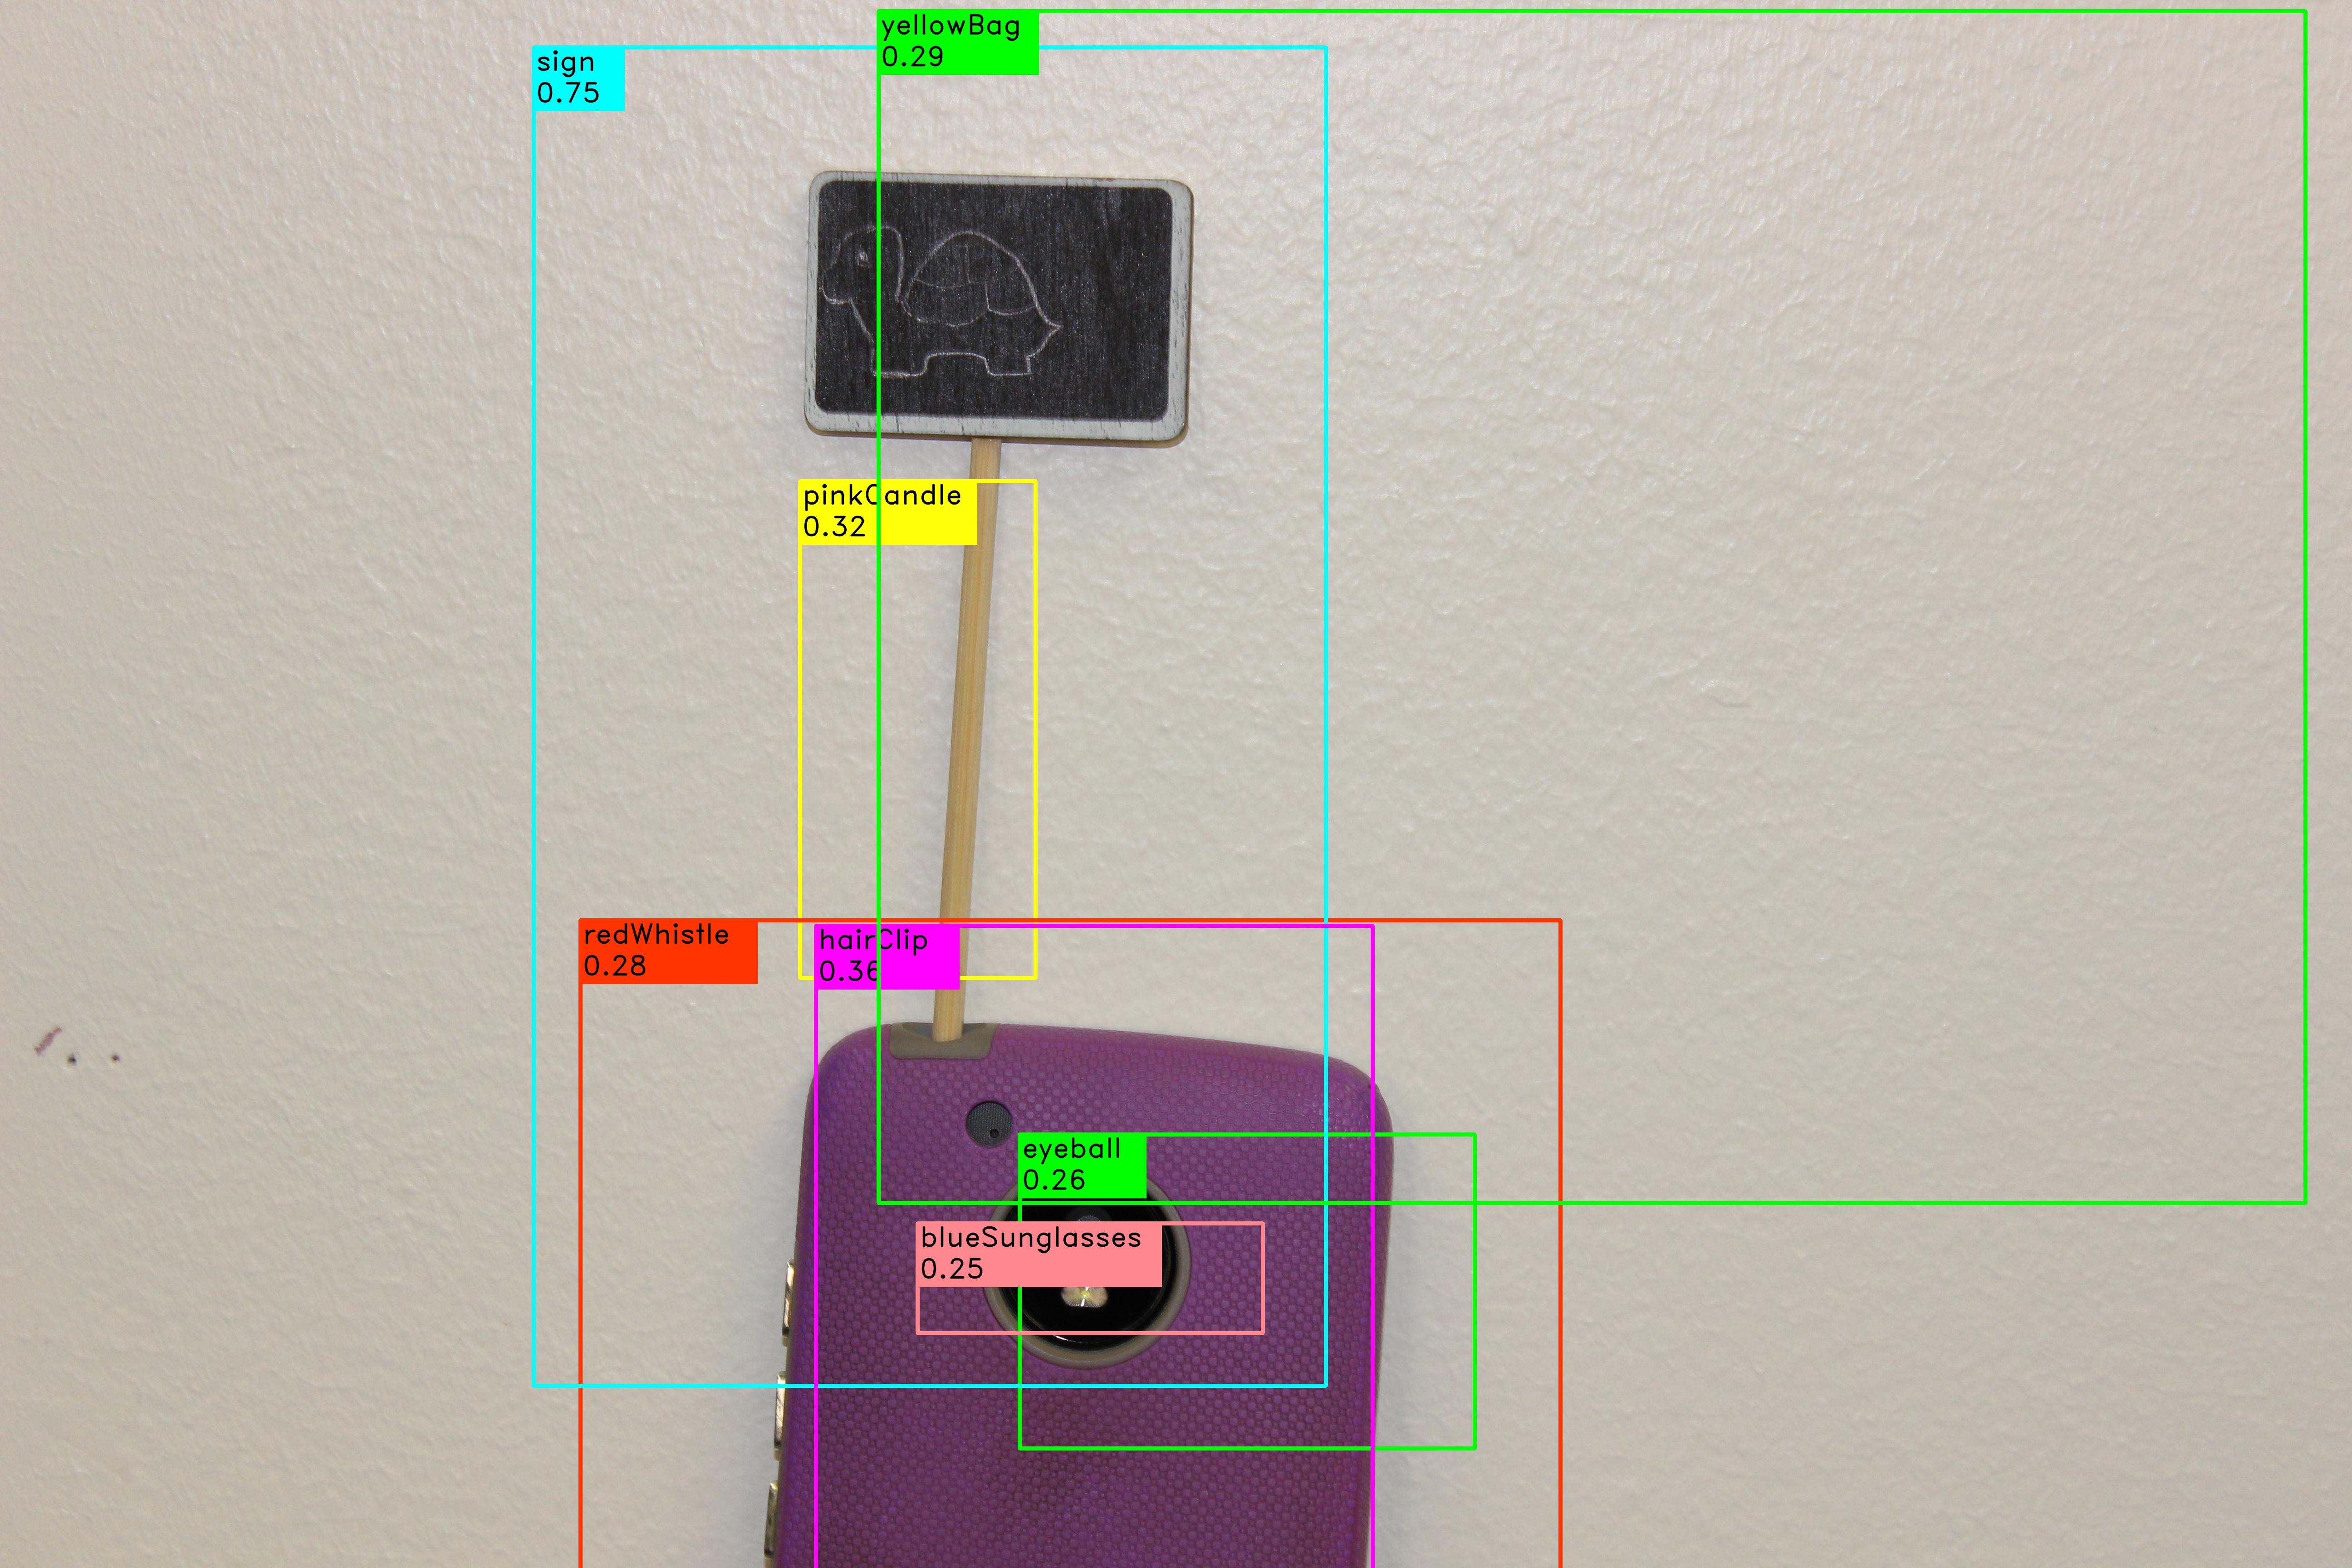 yellowBag
0.29
sign
0.75
pinkCandle
0.32
redWhistle
0.28
hairClip
0.36
eyeball
0.26
blueSunglasses
0.25